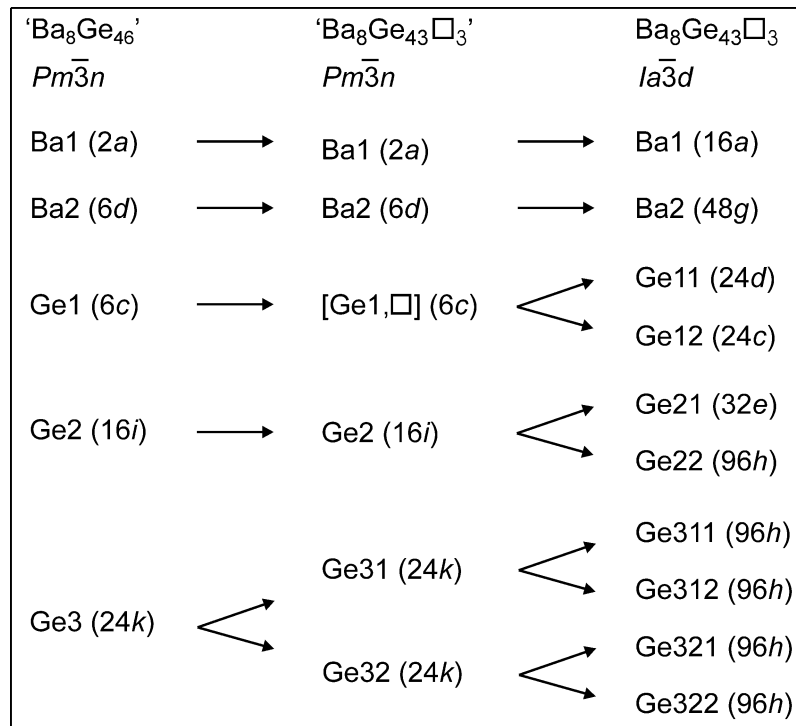 ‘Ba₈Ge₄₆’ ‘Ba₈Ge₄₃□₃’ Ba₈Ge₄₃□₃
Pm3̅n Pm3̅n Ia3̅d
Ba1 (2a) Ba1 (2a) Ba1 (16a)
Ba2 (6d) Ba2 (6d) Ba2 (48g)
Ge11 (24d)
Ge1 (6c) [Ge1,□] (6c)
Ge12 (24c)
Ge21 (32e)
Ge2 (16i) Ge2 (16i)
Ge22 (96h)
Ge311 (96h)
Ge31 (24k)
Ge312 (96h)
Ge3 (24k)
Ge321 (96h)
Ge32 (24k)
Ge322 (96h)